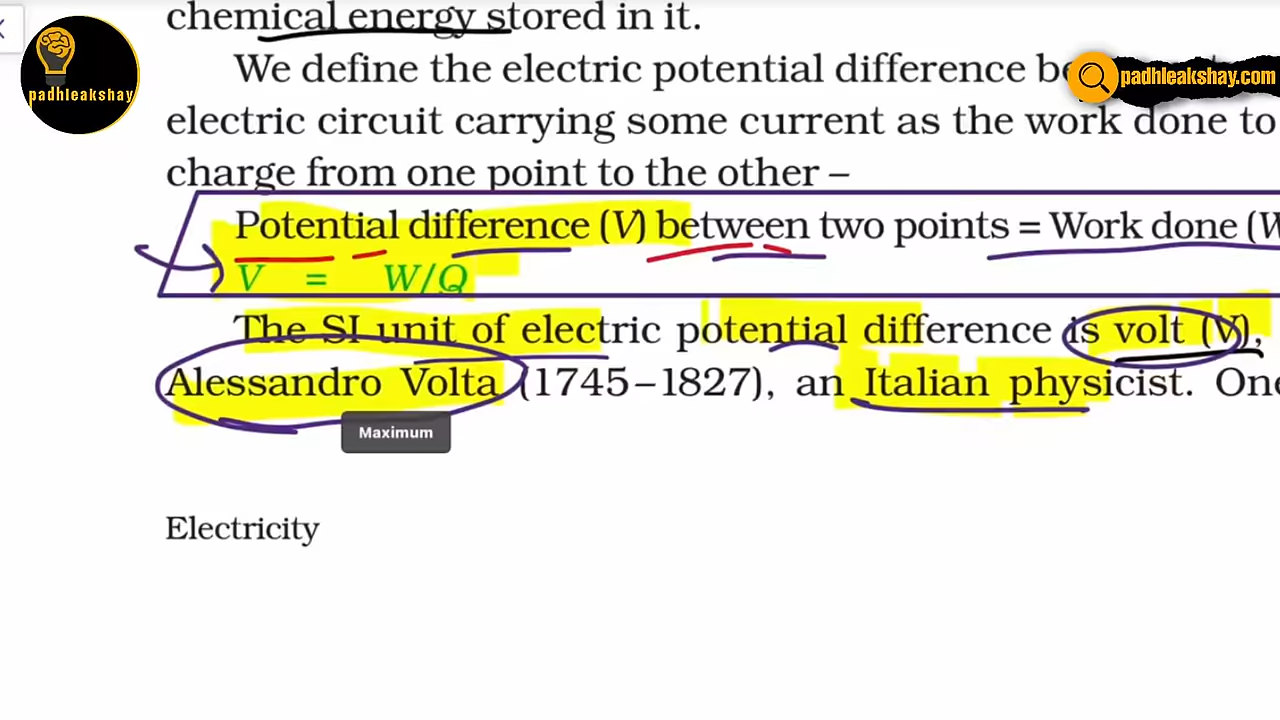 chemical energy stored in it.
We define the electric potential difference
padhleakshay.com
padhleakshay
electric circuit carrying some current as the work done to
charge from one point to the other –
Potential difference (V) between two points = Work done (W
V = W/Q
The SI unit of electric potential difference is volt (V),
Alessandro Volta (1745–1827), an Italian physicist. One
Maximum
Electricity